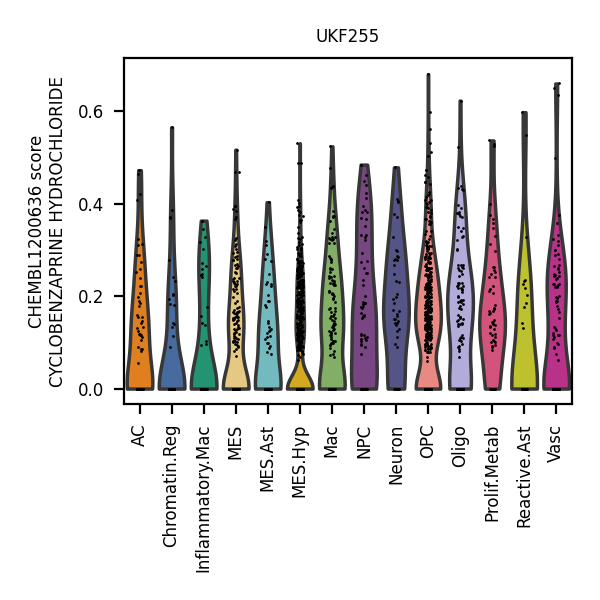 UKF255
CHEMBL1200636 score
CYCLOBENZAPRINE HYDROCHLORIDE
0.6
0.4
0.2
0.0
AC
Chromatin.Reg
Inflammatory.Mac
MES
MES.Ast
MES.Hyp
Mac
NPC
Neuron
OPC
Oligo
Prolif.Metab
Reactive.Ast
Vasc